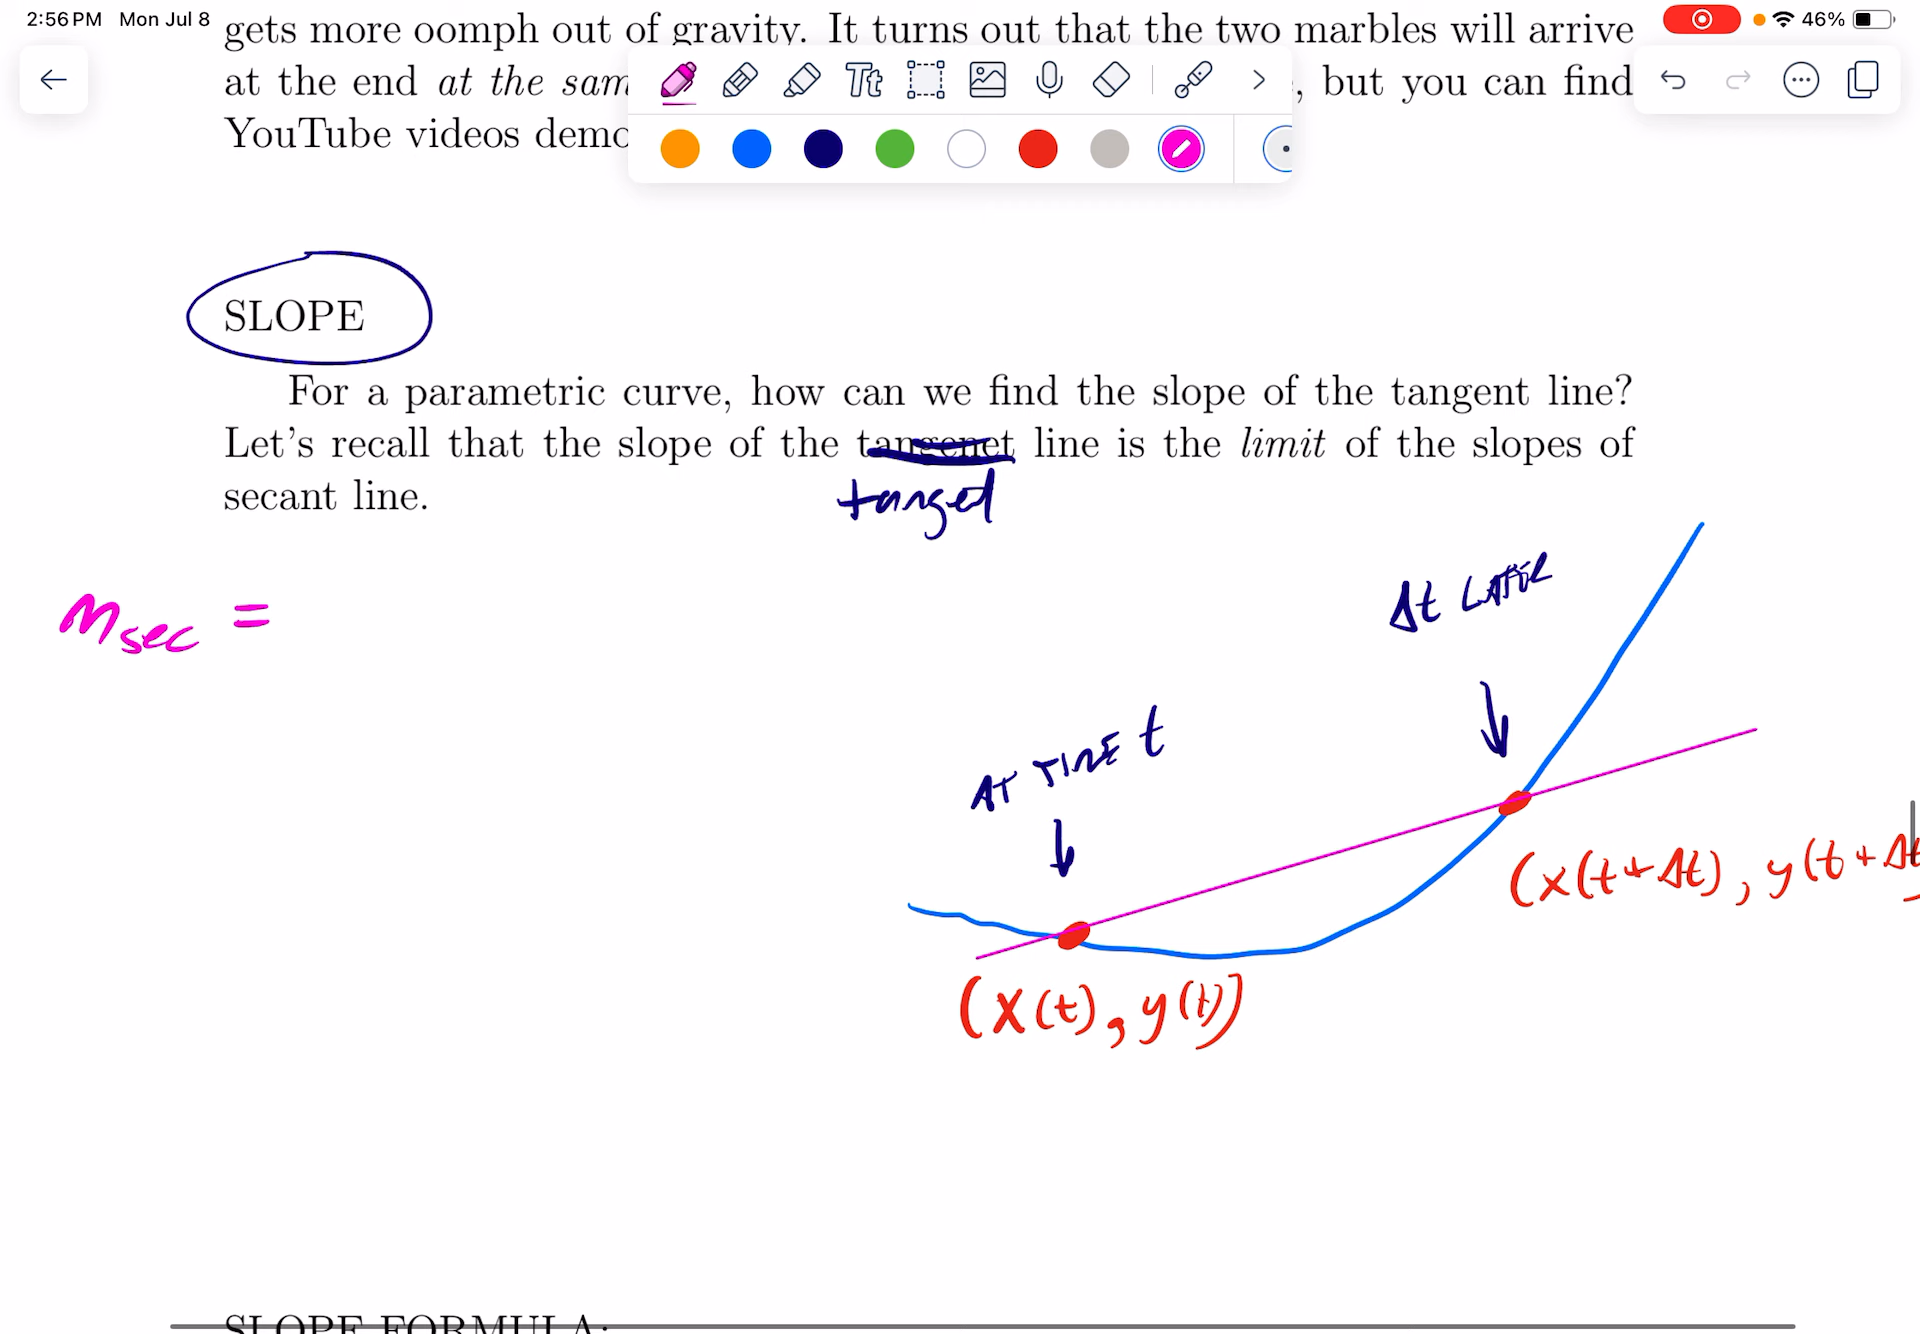 2:56 PM Mon Jul 8 46%
gets more oomph out of gravity. It turns out that the two marbles will arrive
at the end at the sam , but you can find
YouTube videos demo
Tt
SLOPE
For a parametric curve, how can we find the slope of the tangent line?
Let's recall that the slope of the tangenet line is the limit of the slopes of
secant line.
Δt LATER
m sec =
AT TIME t
(x(t+Δt), y(t+Δt
(x(t), y(t))
SLOPE FORMULA: